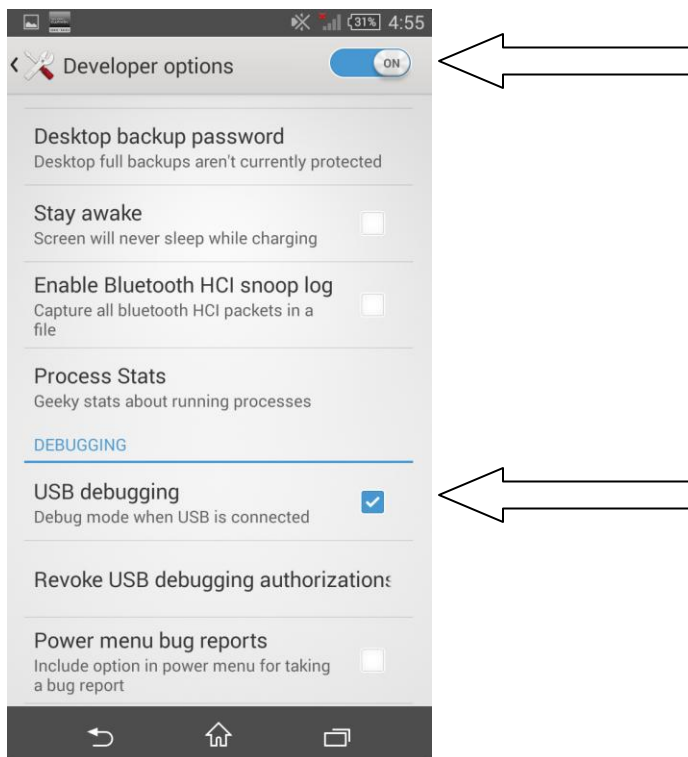 31% 4:55
Developer options ON
Desktop backup password
Desktop full backups aren't currently protected
Stay awake
Screen will never sleep while charging
Enable Bluetooth HCI snoop log
Capture all bluetooth HCI packets in a
file
Process Stats
Geeky stats about running processes
DEBUGGING
USB debugging
Debug mode when USB is connected
Revoke USB debugging authorizations
Power menu bug reports
Include option in power menu for taking
a bug report